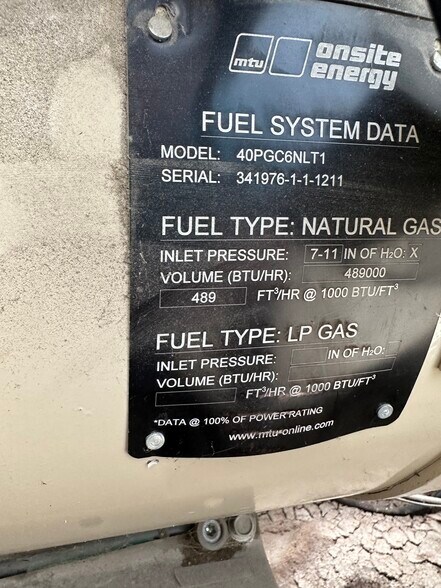 mtu onsite
energy
FUEL SYSTEM DATA
MODEL: 40PGC6NLT1
SERIAL: 341976-1-1-1211
FUEL TYPE: NATURAL GAS
INLET PRESSURE: 7-11 IN OF H₂O: X
VOLUME (BTU/HR): 489000
489 FT³/HR @ 1000 BTU/FT³
FUEL TYPE: LP GAS
INLET PRESSURE: IN OF H₂O:
VOLUME (BTU/HR):
FT³/HR @ 1000 BTU/FT³
*DATA @ 100% OF POWER RATING
www.mtu-online.com